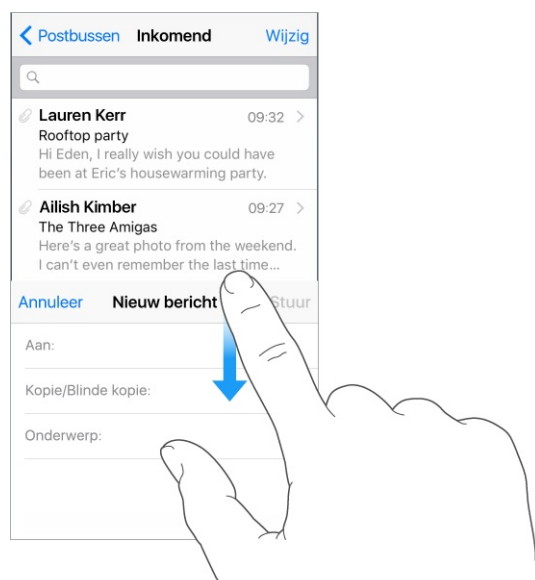 Postbussen Inkomend Wijzig
Lauren Kerr 09:32
Rooftop party
Hi Eden, I really wish you could have
been at Eric's housewarming party.
Ailish Kimber 09:27
The Three Amigas
Here's a great photo from the weekend.
I can't even remember the last time...
Annuleer Nieuw bericht Stuur
Aan:
Kopie/Blinde kopie:
Onderwerp: